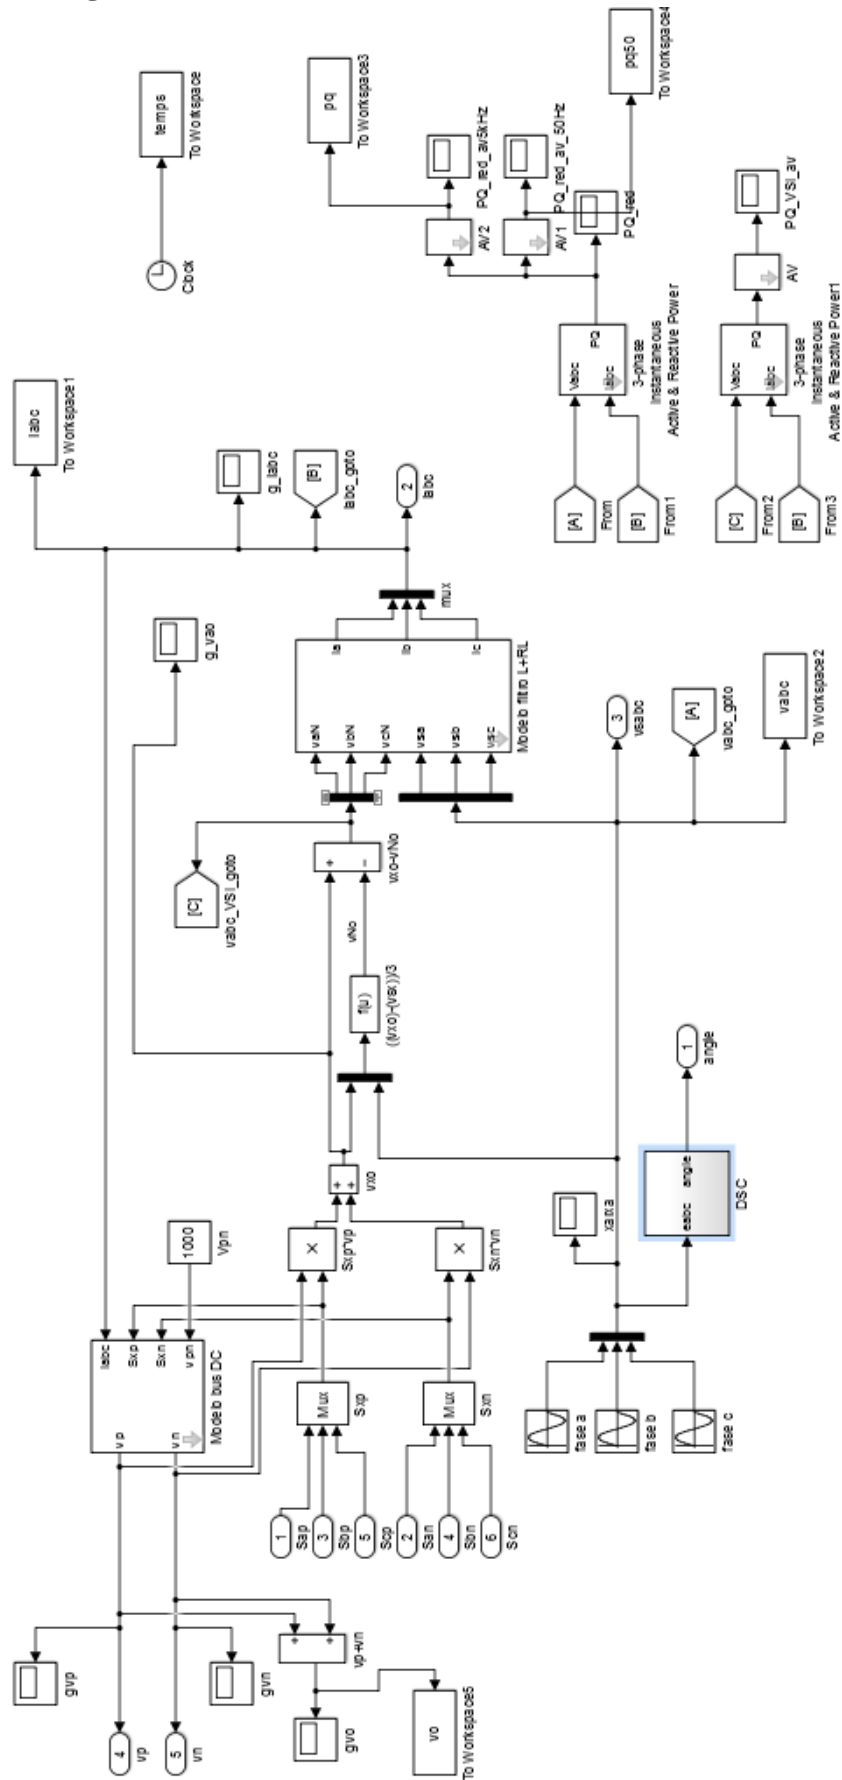 gvp
4
vp
5
vn
gvn
vp+vn
gvo
vo
To Workspace5
vp
vn
Iabc
Sxp
Sxn
vpn
Modelo bus DC
1000
Vpn
1
Sap
3
Sbp
5
Scp
Mux
Sxp
2
San
4
Sbn
6
Scn
Mux
Sxn
×
Sxp*vp
×
Sxn*vn
+
+
vxo
f(u)
((vxo)-(vsx))/3
vNo
+
-
vxo-vNo
[C]
vabc_VSI_goto
g_vao
vaN
vbN
vcN
vsa
vsb
vsc
Ia
Ib
Ic
Modelo filtro L+RL
mux
Iabc
To Workspace1
g_Iabc
[B]
Iabc_goto
2
Iabc
fase a
fase b
fase c
xarxa
eabc
angle
DSC
1
angle
3
vsabc
[A]
vabc_goto
vabc
To Workspace2
Clock
temps
To Workspace
[A]
From
[B]
From1
Vabc
Iabc
PQ
3-phase
Instantaneous
Active & Reactive Power
AV2
PQ_red_av5kHz
pq
To Workspace3
AV1
PQ_red_av_50Hz
PQ_red
pq50
To Workspace4
[C]
From2
[B]
From3
Vabc
Iabc
PQ
3-phase
Instantaneous
Active & Reactive Power1
AV
PQ_VSI_av